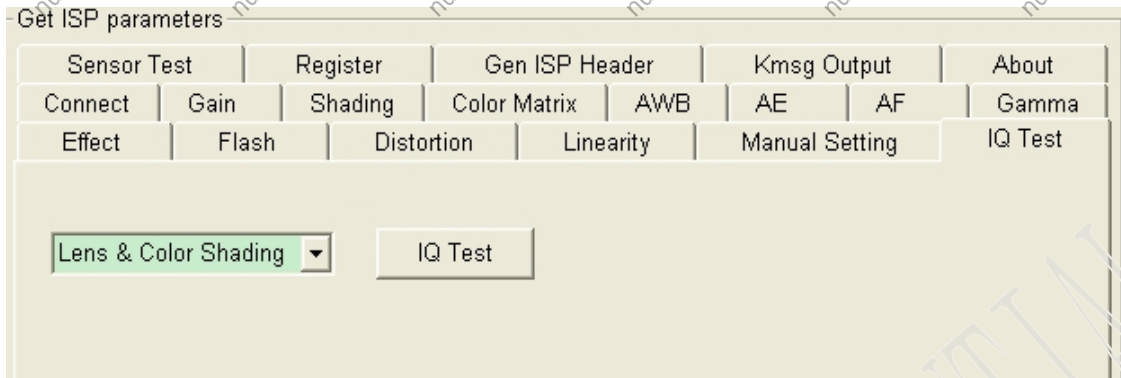 Get ISP parameters
Sensor Test Register Gen ISP Header Kmsg Output About
Connect Gain Shading Color Matrix AWB AE AF Gamma
Effect Flash Distortion Linearity Manual Setting IQ Test
Lens & Color Shading IQ Test